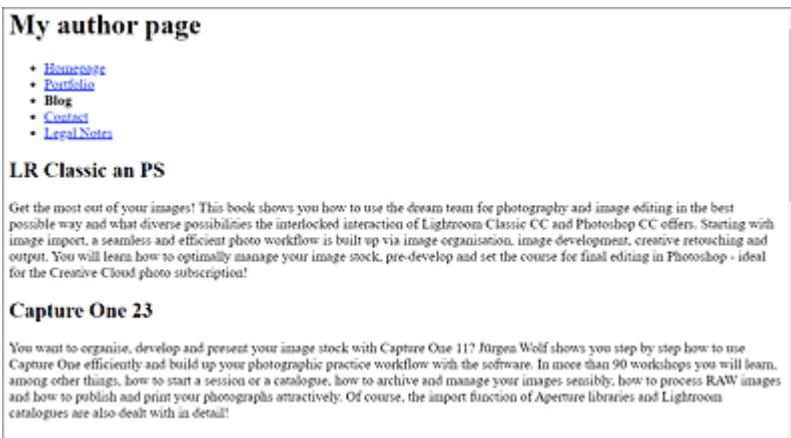 My author page
Homepage
Portfolio
Blog
Contact
Legal Notes
LR Classic an PS
Get the most out of your images! This book shows you how to use the dream team for photography and image editing in the best
possible way and what diverse possibilities the interlocked interaction of Lightroom Classic CC and Photoshop CC offers. Starting with
image import, a seamless and efficient photo workflow is built up via image organisation, image development, creative retouching and
output. You will learn how to optimally manage your image stock, pre-develop and set the course for final editing in Photoshop - ideal
for the Creative Cloud photo subscription!
Capture One 23
You want to organise, develop and present your image stock with Capture One 11? Jürgen Wolf shows you step by step how to use
Capture One efficiently and build up your photographic practice workflow with the software. In more than 90 workshops you will learn,
among other things, how to start a session or a catalogue, how to archive and manage your images sensibly, how to process RAW images
and how to publish and print your photographs attractively. Of course, the import function of Aperture libraries and Lightroom
catalogues are also dealt with in detail!